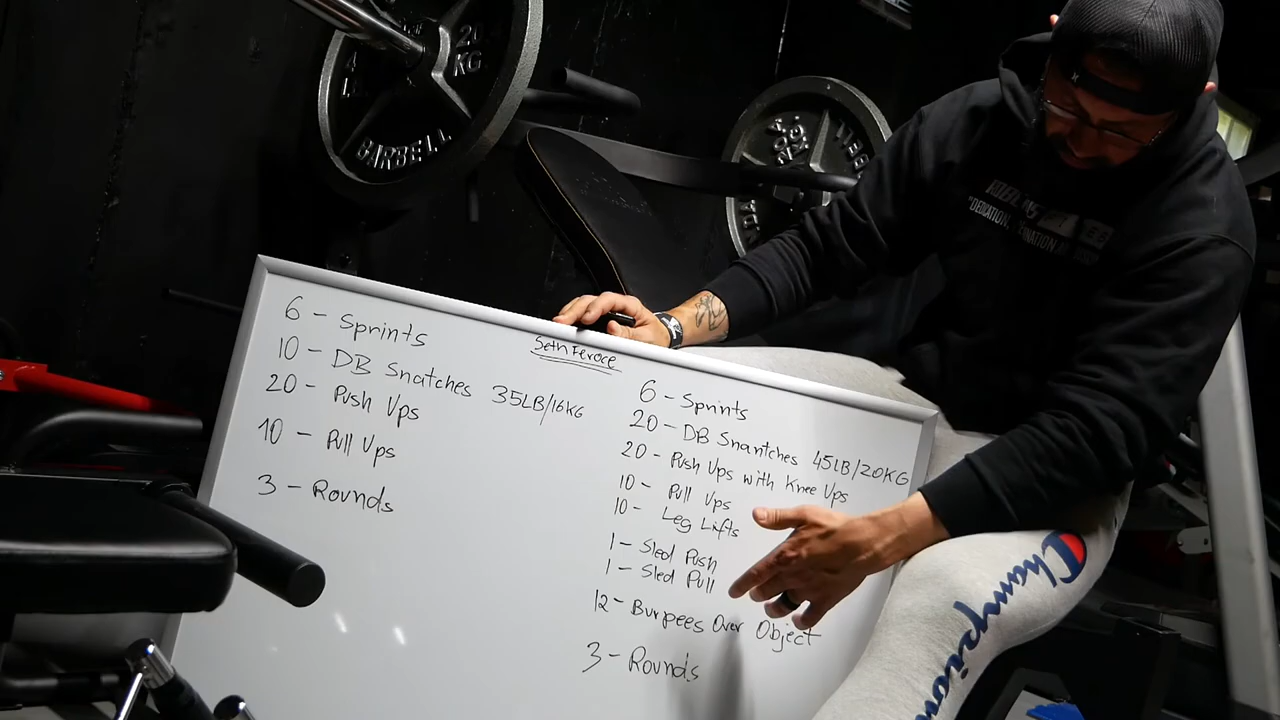 20
KG
BARBELL
Seth Feroce
6 - Sprints
10 - DB Snatches 35LB/16KG
20 - Push Ups
10 - Pull Ups
3 - Rounds
6 - Sprints
20 - DB Snantches 45LB/20KG
20 - Push Ups with Knee Ups
10 - Pull Ups
10 - Leg Lifts
1 - Sled Push
1 - Sled Pull
12 - Burpees Over Object
3 - Rounds
Champion